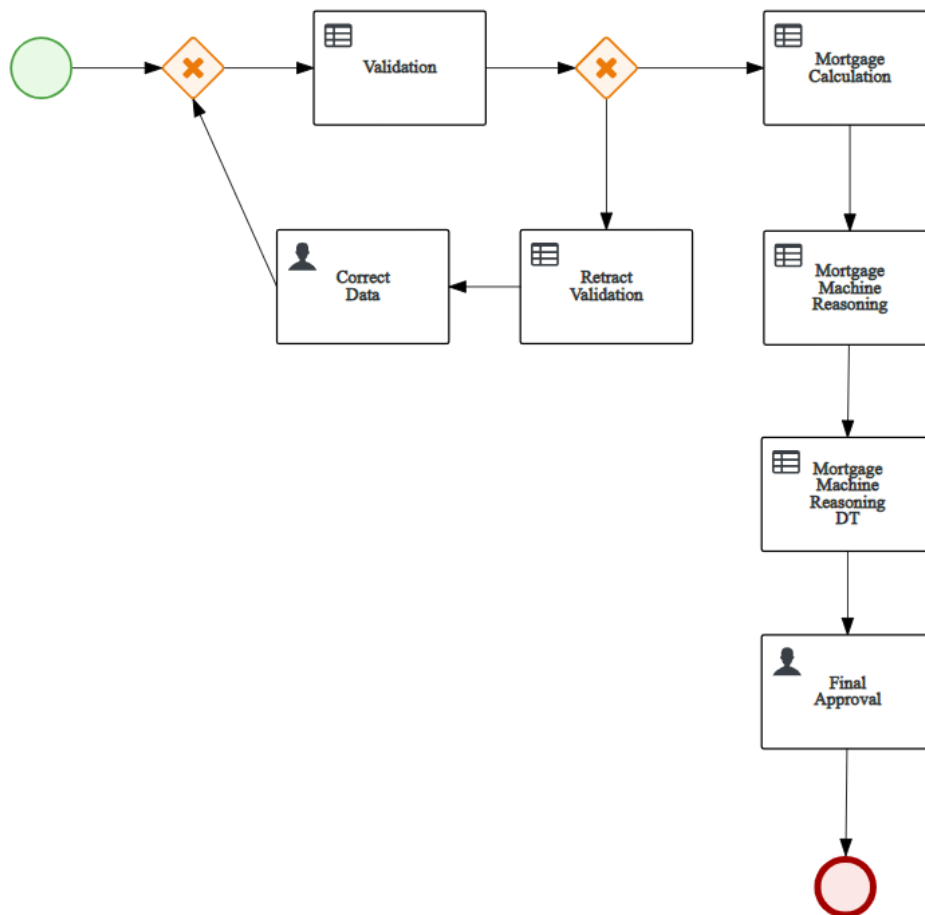 Validation
Mortgage
Calculation
Correct
Data
Retract
Validation
Mortgage
Machine
Reasoning
Mortgage
Machine
Reasoning
DT
Final
Approval